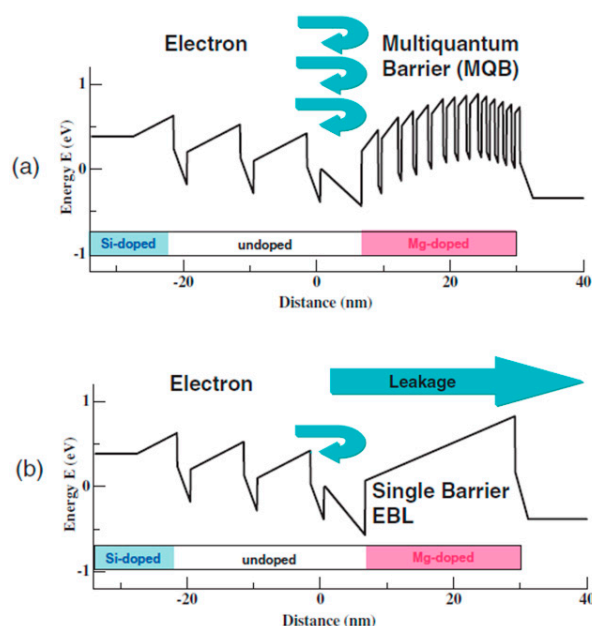 Electron
Multiquantum
Barrier (MQB)
(a)
Energy E (eV)
1
0
-1
Si-doped
undoped
Mg-doped
-20
0
20
40
Distance (nm)
Electron
Leakage
(b)
Energy E (eV)
1
0
-1
Single Barrier
EBL
Si-doped
undoped
Mg-doped
-20
0
20
40
Distance (nm)